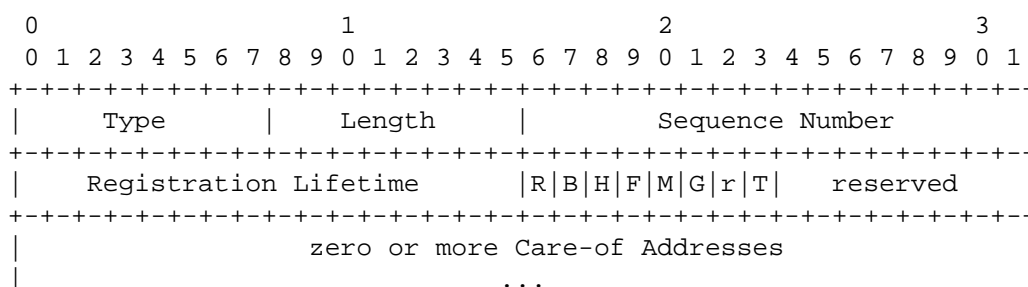 0                   1                   2                   3
 0 1 2 3 4 5 6 7 8 9 0 1 2 3 4 5 6 7 8 9 0 1 2 3 4 5 6 7 8 9 0 1
+-+-+-+-+-+-+-+-+-+-+-+-+-+-+-+-+-+-+-+-+-+-+-+-+-+-+-+-+-+-+-+--
|     Type      |    Length     |        Sequence Number
+-+-+-+-+-+-+-+-+-+-+-+-+-+-+-+-+-+-+-+-+-+-+-+-+-+-+-+-+-+-+-+--
|    Registration Lifetime      |R|B|H|F|M|G|r|T|   reserved
+-+-+-+-+-+-+-+-+-+-+-+-+-+-+-+-+-+-+-+-+-+-+-+-+-+-+-+-+-+-+-+--
|                  zero or more Care-of Addresses
|                              ...